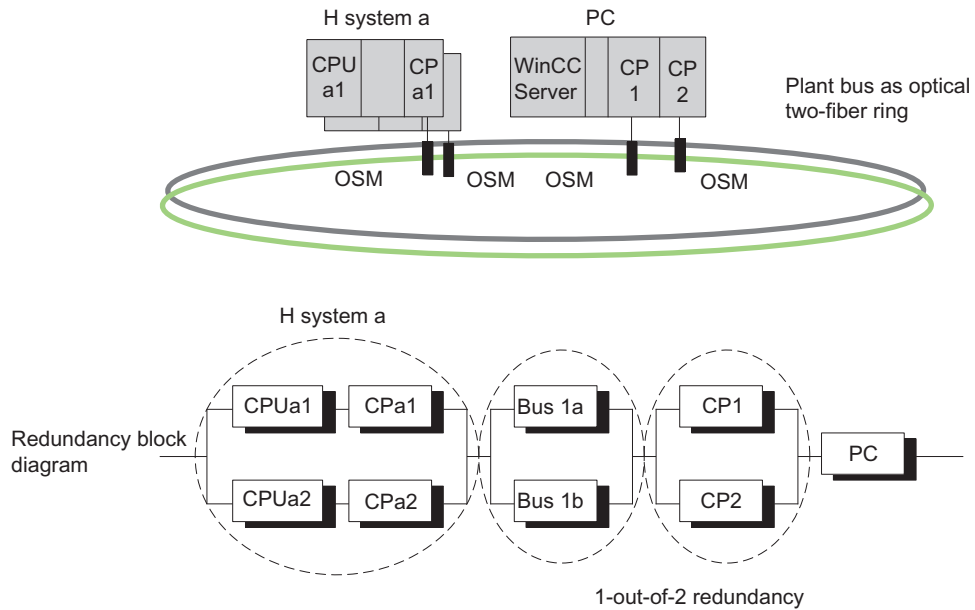 H system a
PC
CPU
a1
CP
a1
WinCC
Server
CP
1
CP
2
Plant bus as optical
two-fiber ring
OSM
OSM
OSM
OSM
H system a
Redundancy block
diagram
CPUa1
CPa1
Bus 1a
CP1
PC
CPUa2
CPa2
Bus 1b
CP2
1-out-of-2 redundancy